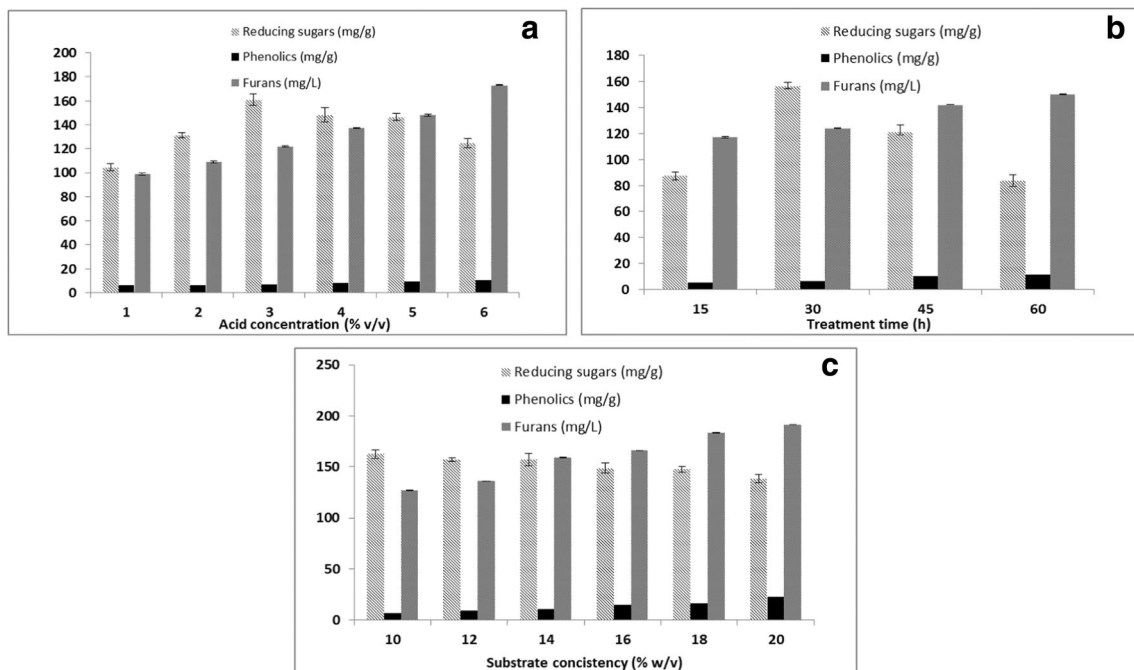 a
Reducing sugars (mg/g)
Phenolics (mg/g)
Furans (mg/L)
200
180
160
140
120
100
80
60
40
20
0
1 2 3 4 5 6
Acid concentration (% v/v)
b
Reducing sugars (mg/g)
Phenolics (mg/g)
Furans (mg/L)
180
160
140
120
100
80
60
40
20
0
15 30 45 60
Treatment time (h)
c
Reducing sugars (mg/g)
Phenolics (mg/g)
Furans (mg/L)
250
200
150
100
50
0
10 12 14 16 18 20
Substrate concistency (% w/v)